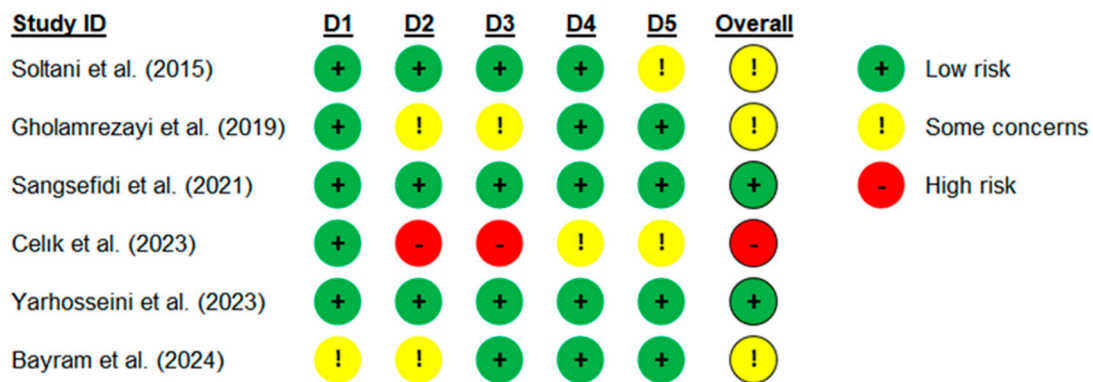 Study ID D1 D2 D3 D4 D5 Overall
Soltani et al. (2015) + + + + ! ! + Low risk
Gholamrezayi et al. (2019) + ! ! + + ! ! Some concerns
Sangsefidi et al. (2021) + + + + + + - High risk
Celık et al. (2023) + - - ! ! -
Yarhosseini et al. (2023) + + + + + +
Bayram et al. (2024) ! ! + + + !